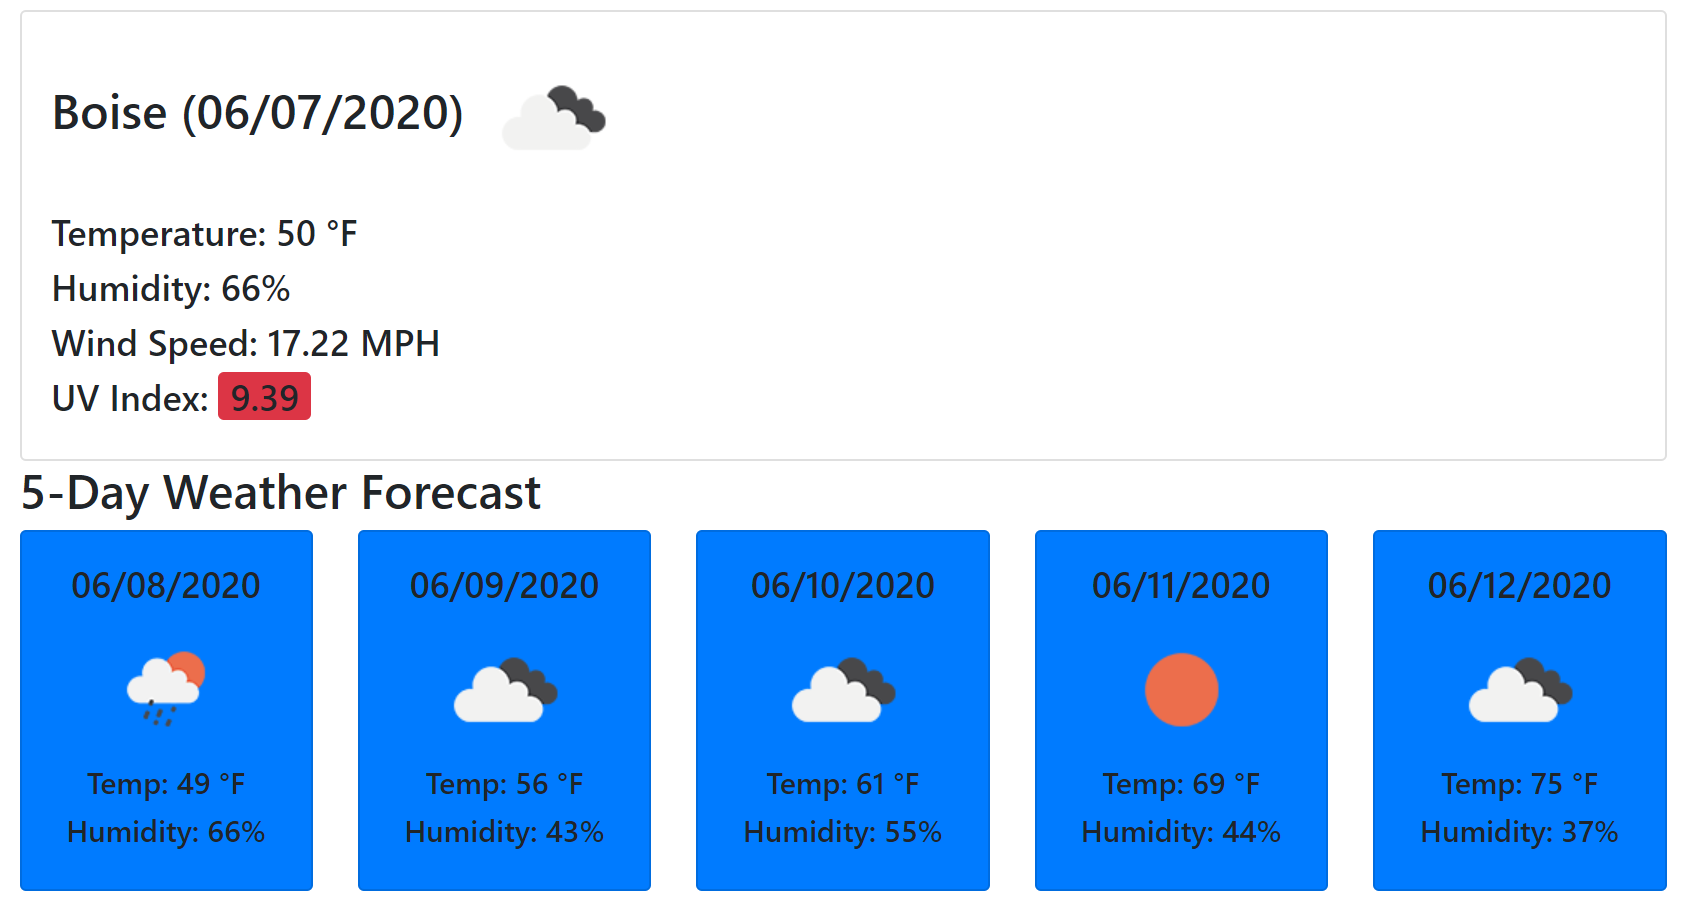 Boise (06/07/2020)
Temperature: 50 °F
Humidity: 66%
Wind Speed: 17.22 MPH
UV Index: 9.39
5-Day Weather Forecast
06/08/2020
Temp: 49 °F
Humidity: 66%
06/09/2020
Temp: 56 °F
Humidity: 43%
06/10/2020
Temp: 61 °F
Humidity: 55%
06/11/2020
Temp: 69 °F
Humidity: 44%
06/12/2020
Temp: 75 °F
Humidity: 37%